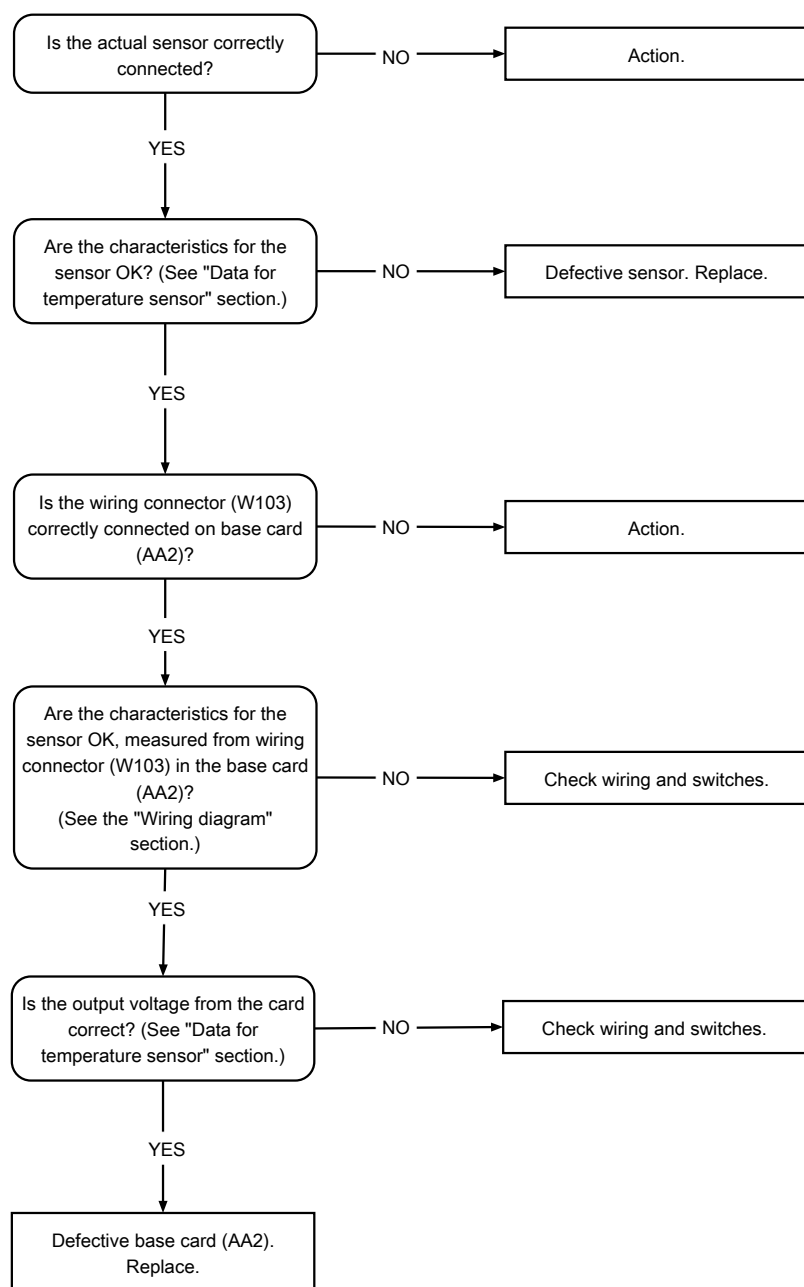 Is the actual sensor correctly
connected?
NO
Action.
YES
Are the characteristics for the
sensor OK? (See "Data for
temperature sensor" section.)
NO
Defective sensor. Replace.
YES
Is the wiring connector (W103)
correctly connected on base card
(AA2)?
NO
Action.
YES
Are the characteristics for the
sensor OK, measured from wiring
connector (W103) in the base card
(AA2)?
(See the "Wiring diagram"
section.)
NO
Check wiring and switches.
YES
Is the output voltage from the card
correct? (See "Data for
temperature sensor" section.)
NO
Check wiring and switches.
YES
Defective base card (AA2).
Replace.